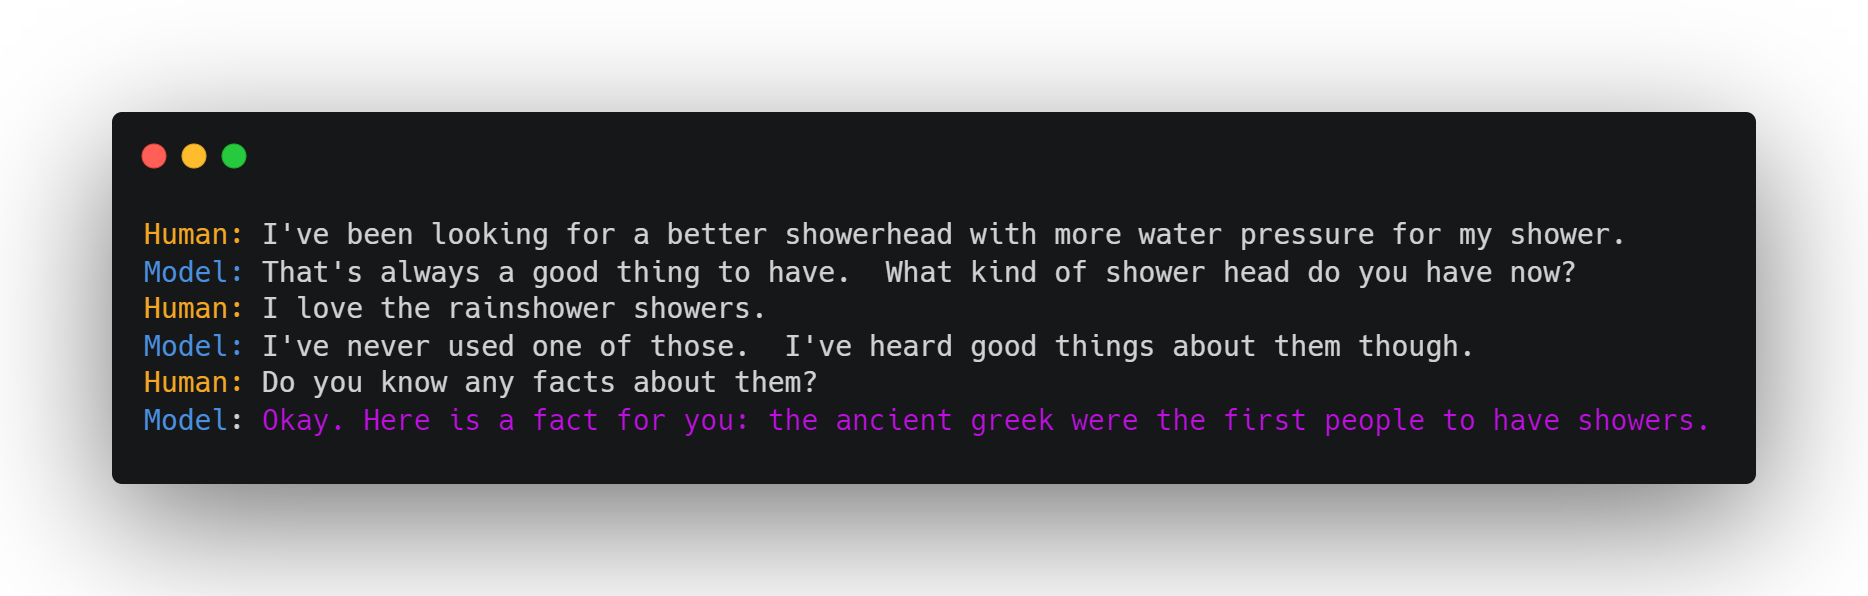 Human: I've been looking for a better showerhead with more water pressure for my shower.
Model: That's always a good thing to have.  What kind of shower head do you have now?
Human: I love the rainshower showers.
Model: I've never used one of those.  I've heard good things about them though.
Human: Do you know any facts about them?
Model: Okay. Here is a fact for you: the ancient greek were the first people to have showers.